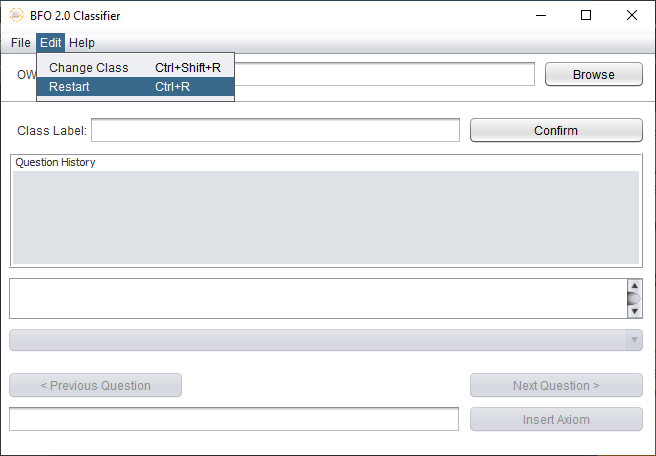 BFO 2.0 Classifier
File Edit Help
Change Class Ctrl+Shift+R
Restart Ctrl+R
OW
Browse
Class Label:
Confirm
Question History
< Previous Question
Next Question >
Insert Axiom